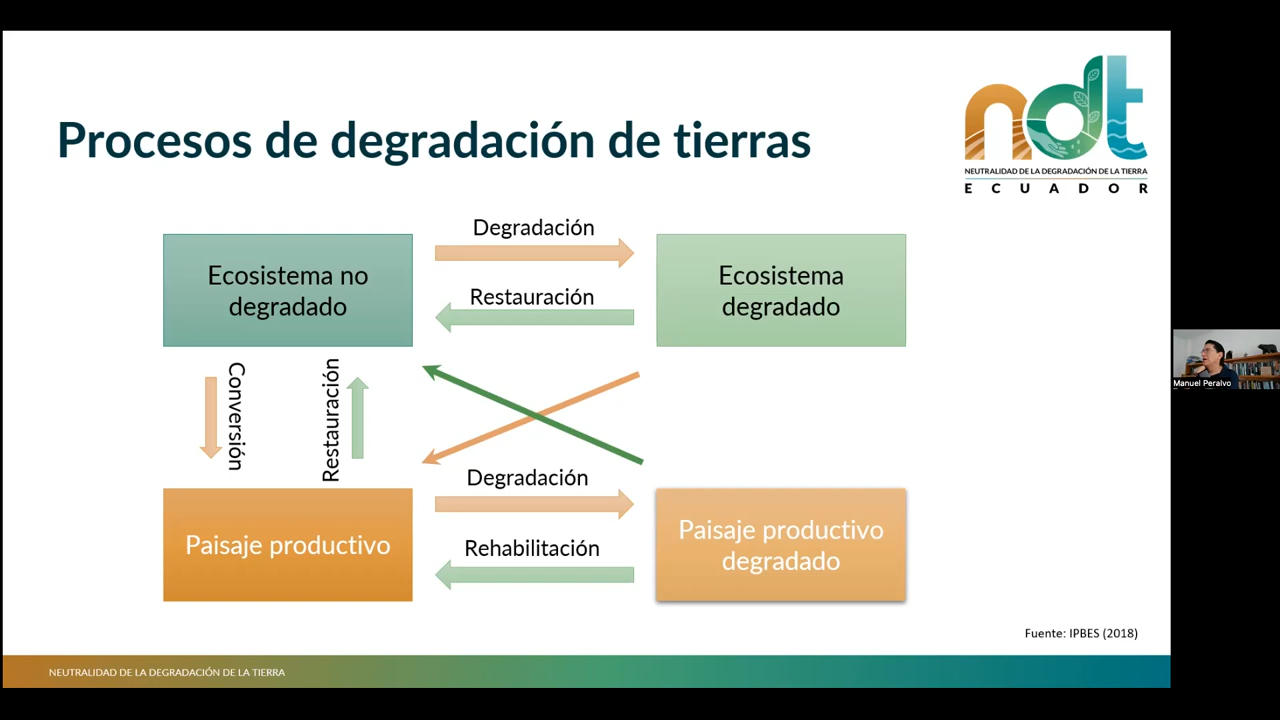 Procesos de degradación de tierras
ndt
NEUTRALIDAD DE LA DEGRADACIÓN DE LA TIERRA
ECUADOR
Degradación
Ecosistema no
degradado
Ecosistema
degradado
Restauración
Conversión
Restauración
Degradación
Paisaje productivo
Paisaje productivo
degradado
Rehabilitación
Fuente: IPBES (2018)
NEUTRALIDAD DE LA DEGRADACIÓN DE LA TIERRA
Manuel Peralvo